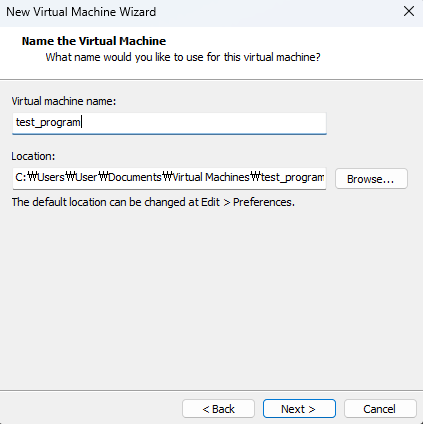 New Virtual Machine Wizard
Name the Virtual Machine
What name would you like to use for this virtual machine?
Virtual machine name:
test_program
Location:
C:₩Users₩User₩Documents₩Virtual Machines₩test_program
Browse...
The default location can be changed at Edit > Preferences.
< Back
Next >
Cancel